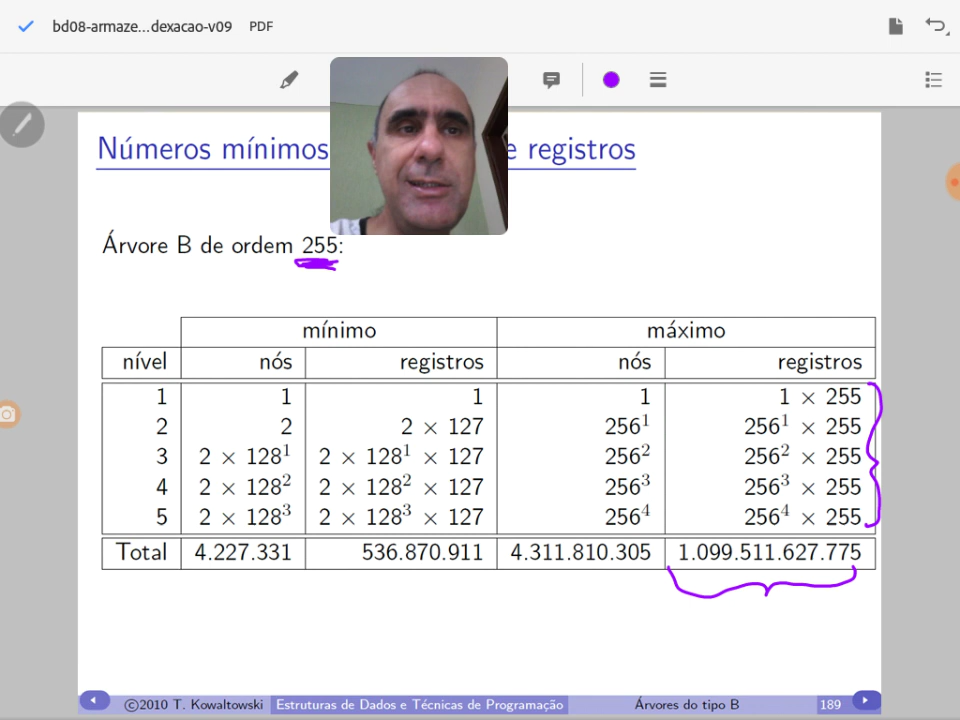 bd08-armaze...dexacao-v09 PDF
Números mínimos e registros
Árvore B de ordem 255:
mínimo máximo
nível nós registros nós registros
1 1 1 1 1 × 255
2 2 2 × 127 256¹ 256¹ × 255
3 2 × 128¹ 2 × 128¹ × 127 256² 256² × 255
4 2 × 128² 2 × 128² × 127 256³ 256³ × 255
5 2 × 128³ 2 × 128³ × 127 256⁴ 256⁴ × 255
Total 4.227.331 536.870.911 4.311.810.305 1.099.511.627.775
©2010 T. Kowaltowski Estruturas de Dados e Técnicas de Programação Árvores do tipo B 189